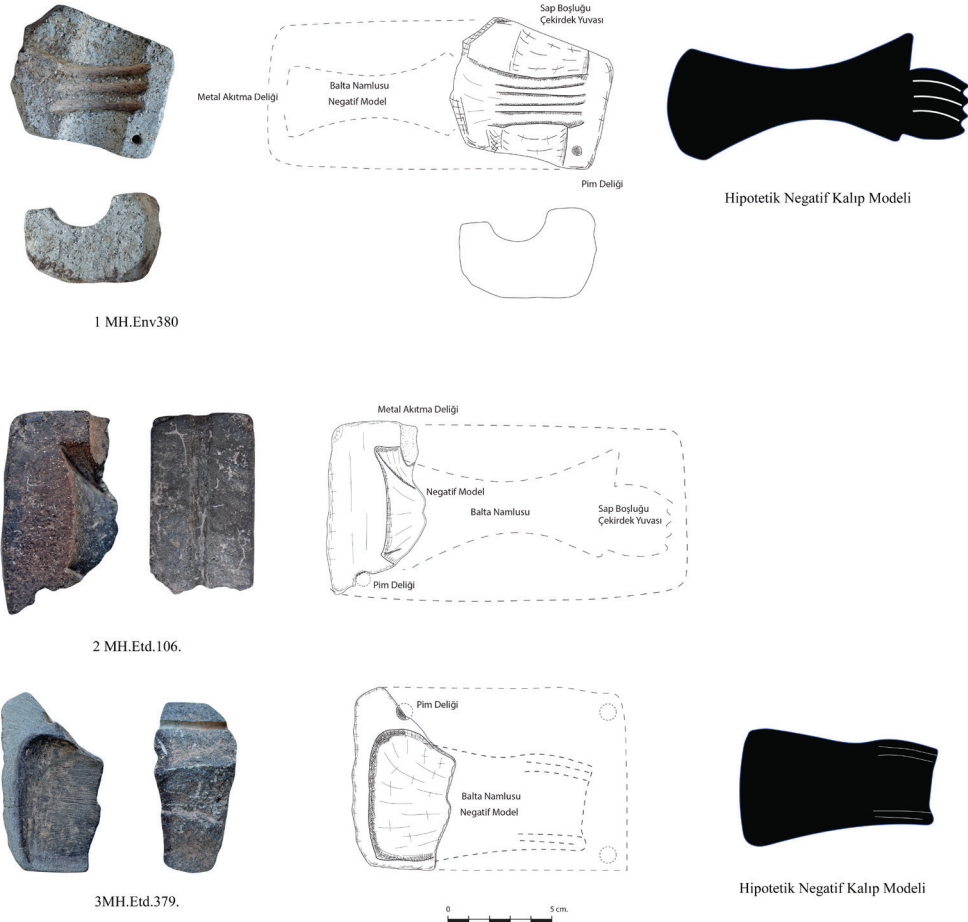 Sap Boşluğu
Çekirdek Yuvası
Metal Akıtma Deliği
Balta Namlusu
Negatif Model
Pim Deliği
Hipotetik Negatif Kalıp Modeli
1 MH.Env380
Metal Akıtma Deliği
Negatif Model
Balta Namlusu
Sap Boşluğu
Çekirdek Yuvası
Pim Deliği
2 MH.Etd.106.
Pim Deliği
Balta Namlusu
Negatif Model
Hipotetik Negatif Kalıp Modeli
3MH.Etd.379.
0 5 cm.